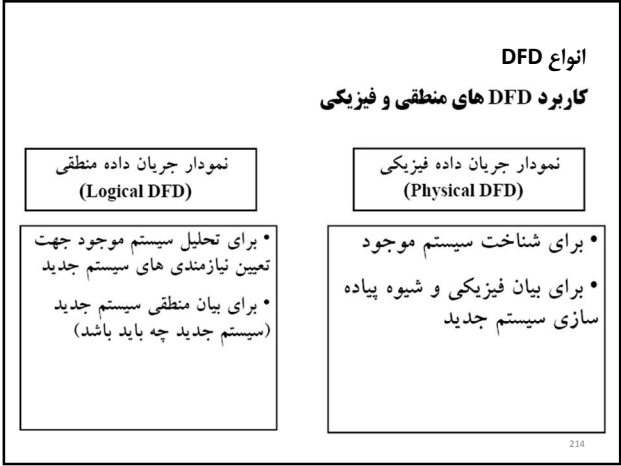 انواع DFD
کاربرد DFD های منطقی و فیزیکی
نمودار جریان داده فیزیکی
(Physical DFD)
• برای شناخت سیستم موجود
• برای بیان فیزیکی و شیوه پیاده
سازی سیستم جدید
نمودار جریان داده منطقی
(Logical DFD)
• برای تحلیل سیستم موجود جهت
تعیین نیازمندی های سیستم جدید
• برای بیان منطقی سیستم جدید
(سیستم جدید چه باید باشد)
214